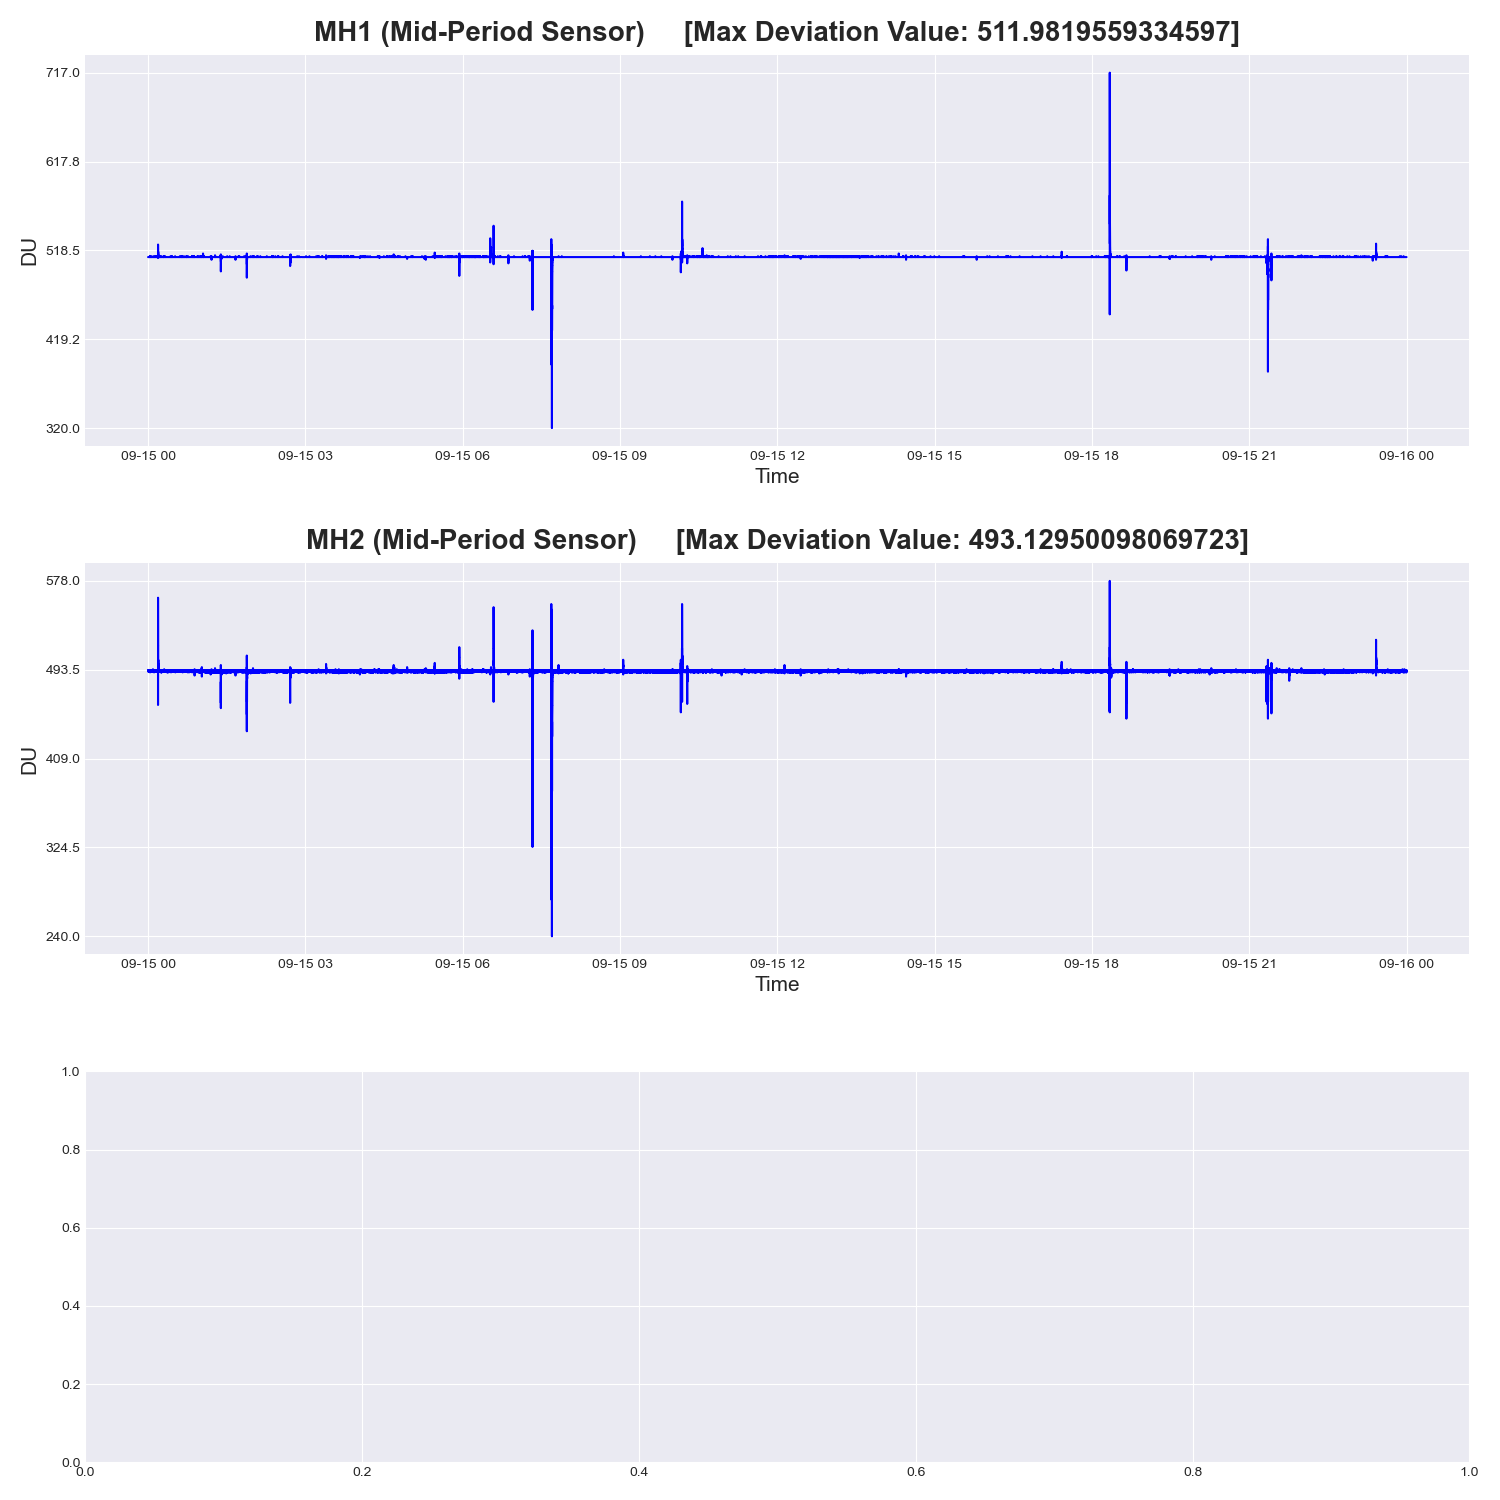 MH1 (Mid-Period Sensor) [Max Deviation Value: 511.9819559334597]
717.0
617.8
518.5
419.2
320.0
DU
09-15 00 09-15 03 09-15 06 09-15 09 09-15 12 09-15 15 09-15 18 09-15 21 09-16 00
Time
MH2 (Mid-Period Sensor) [Max Deviation Value: 493.12950098069723]
578.0
493.5
409.0
324.5
240.0
DU
09-15 00 09-15 03 09-15 06 09-15 09 09-15 12 09-15 15 09-15 18 09-15 21 09-16 00
Time
1.0
0.8
0.6
0.4
0.2
0.0
0.0 0.2 0.4 0.6 0.8 1.0